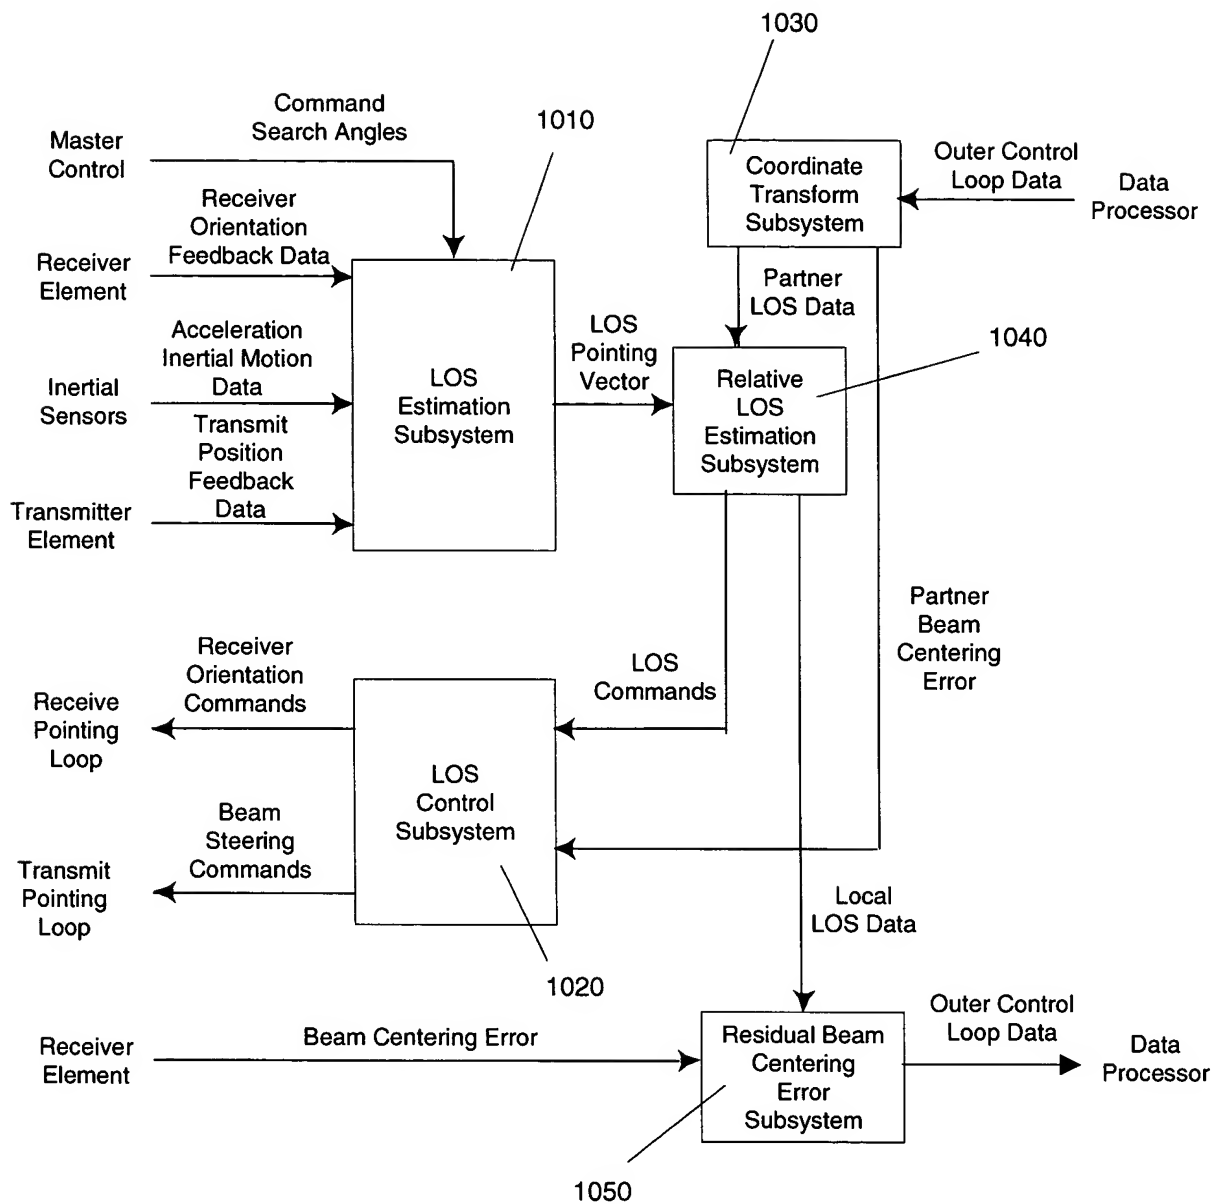 1030
Command
Search Angles
1010
Master
Control
Coordinate
Transform
Subsystem
Outer Control
Loop Data
Data
Processor
Receiver
Orientation
Feedback Data
Receiver
Element
Partner
LOS Data
1040
Acceleration
Inertial Motion
Data
Inertial
Sensors
LOS
Estimation
Subsystem
LOS
Pointing
Vector
Relative
LOS
Estimation
Subsystem
Transmit
Position
Feedback
Data
Transmitter
Element
Partner
Beam
Centering
Error
Receiver
Orientation
Commands
LOS
Commands
Receive
Pointing
Loop
LOS
Control
Subsystem
Beam
Steering
Commands
Transmit
Pointing
Loop
Local
LOS Data
1020
Receiver
Element
Beam Centering Error
Residual Beam
Centering
Error
Subsystem
Outer Control
Loop Data
Data
Processor
1050